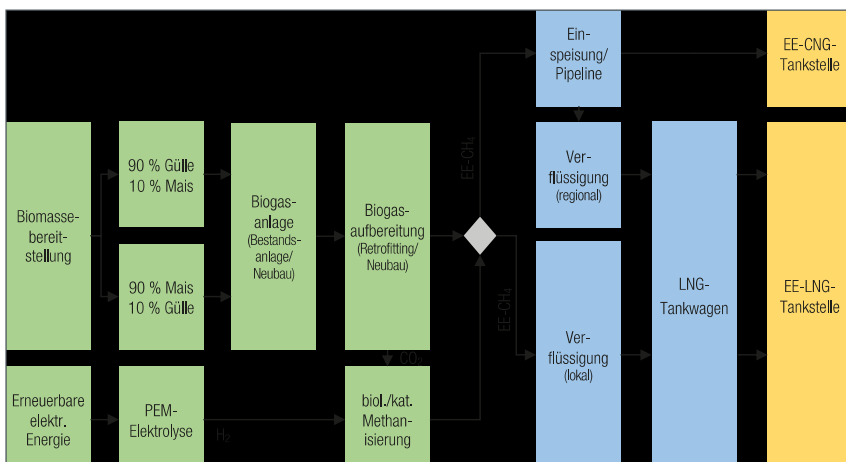 Ein-
speisung/
Pipeline
EE-CNG-
Tankstelle
EE-CH₄
Biomasse-
bereit-
stellung
90 % Gülle
10 % Mais
90 % Mais
10 % Gülle
Biogas-
anlage
(Bestands-
anlage/
Neubau)
Biogas-
aufbereitung
(Retrofitting/
Neubau)
Ver-
flüssigung
(regional)
EE-CH₄
Ver-
flüssigung
(lokal)
LNG-
Tankwagen
EE-LNG-
Tankstelle
CO₂
Erneuerbare
elektr.
Energie
PEM-
Elektrolyse
H₂
biol./kat.
Methan-
isierung